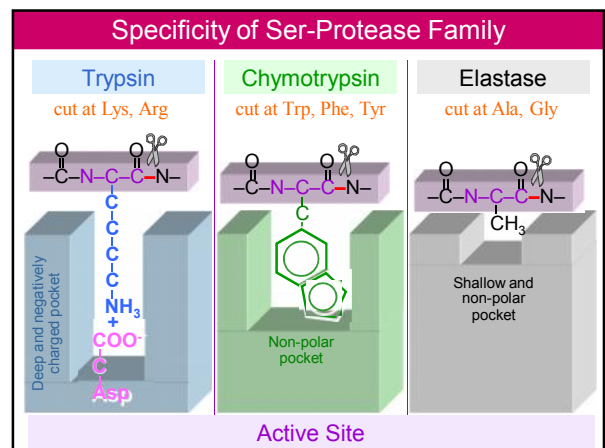 Specificity of Ser-Protease Family
Trypsin
cut at Lys, Arg
Chymotrypsin
cut at Trp, Phe, Tyr
Elastase
cut at Ala, Gly
O O
–C–N–C–C–N–
C
C
C
C
NH3
+
COO-
C
Asp
Deep and negatively
charged pocket
O O
–C–N–C–C–N–
C
Non-polar
pocket
O O
–C–N–C–C–N–
CH3
Shallow and
non-polar
pocket
Active Site